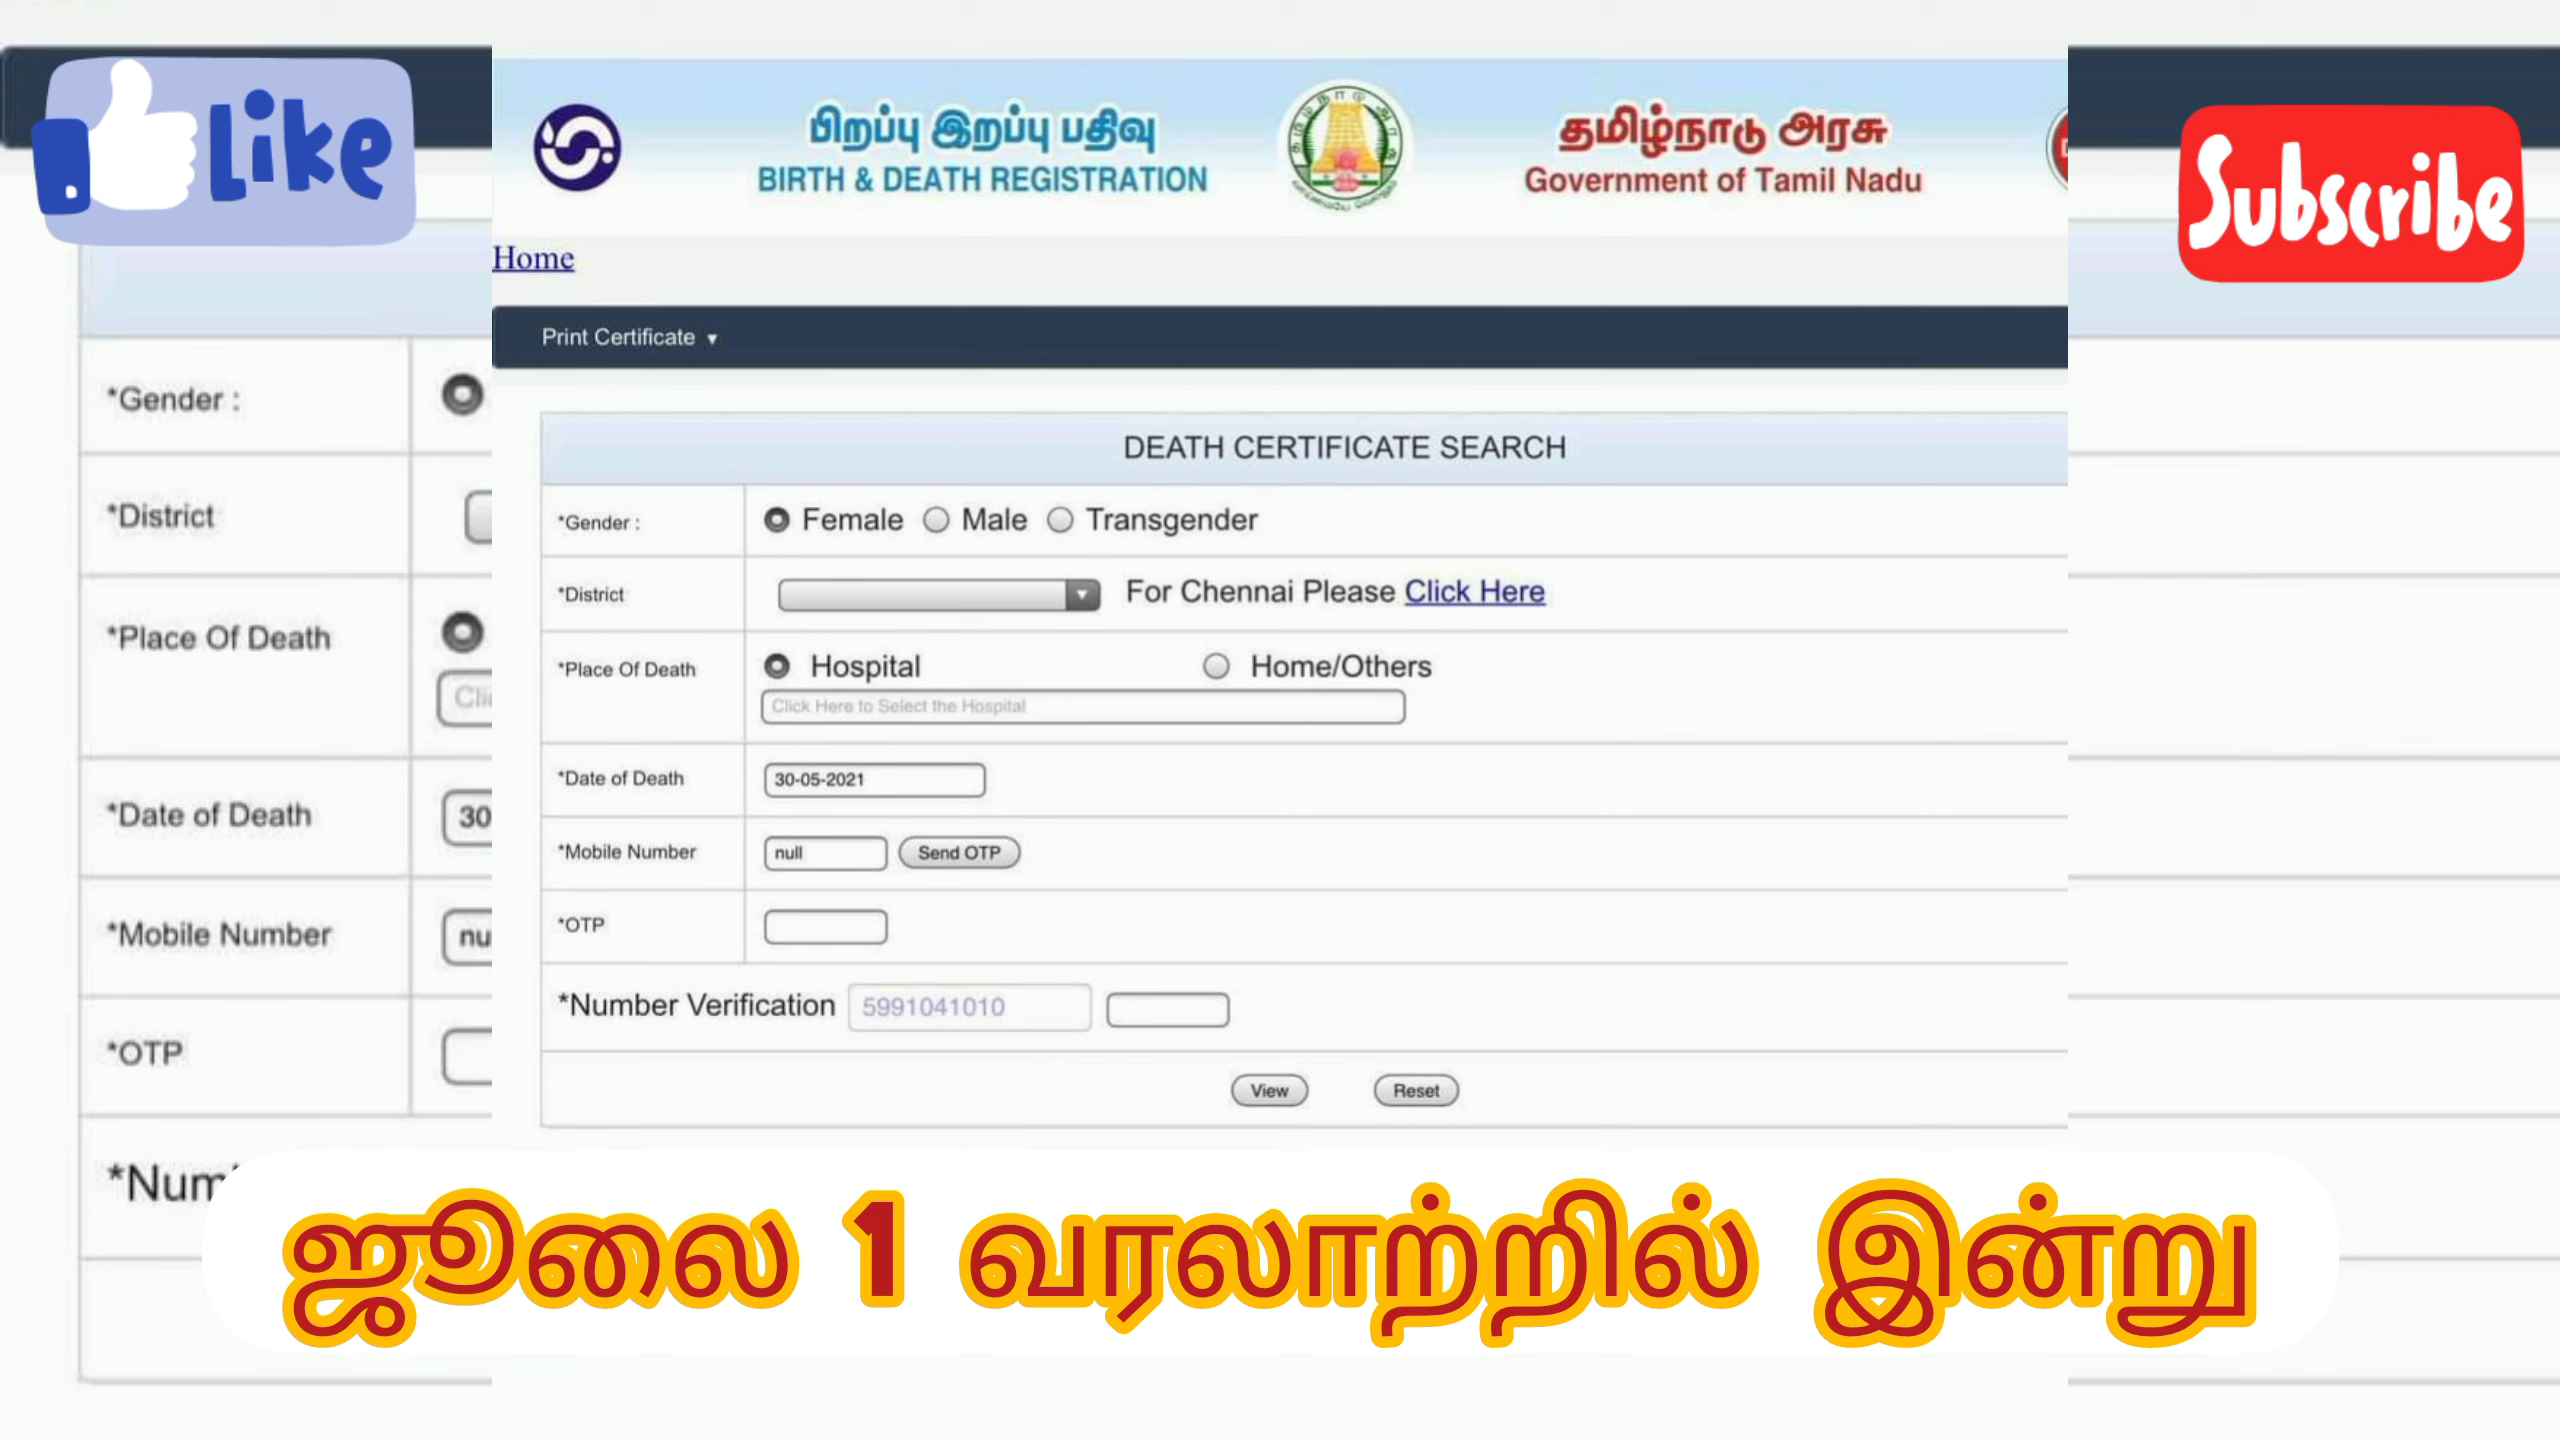 Like
பிறப்பு இறப்பு பதிவு
BIRTH & DEATH REGISTRATION
தமிழ்நாடு அரசு
Government of Tamil Nadu
Subscribe
Home
Print Certificate
DEATH CERTIFICATE SEARCH
*Gender : Female Male Transgender
*District For Chennai Please Click Here
*Place Of Death Hospital Home/Others
Click Here to Select the Hospital
*Date of Death 30-05-2021
*Mobile Number null Send OTP
*OTP
*Number Verification 5991041010
View Reset
*Gender :
*District
*Place Of Death
Cli
*Date of Death 30
*Mobile Number nu
*OTP
*Num
ஜூலை 1 வரலாற்றில் இன்று